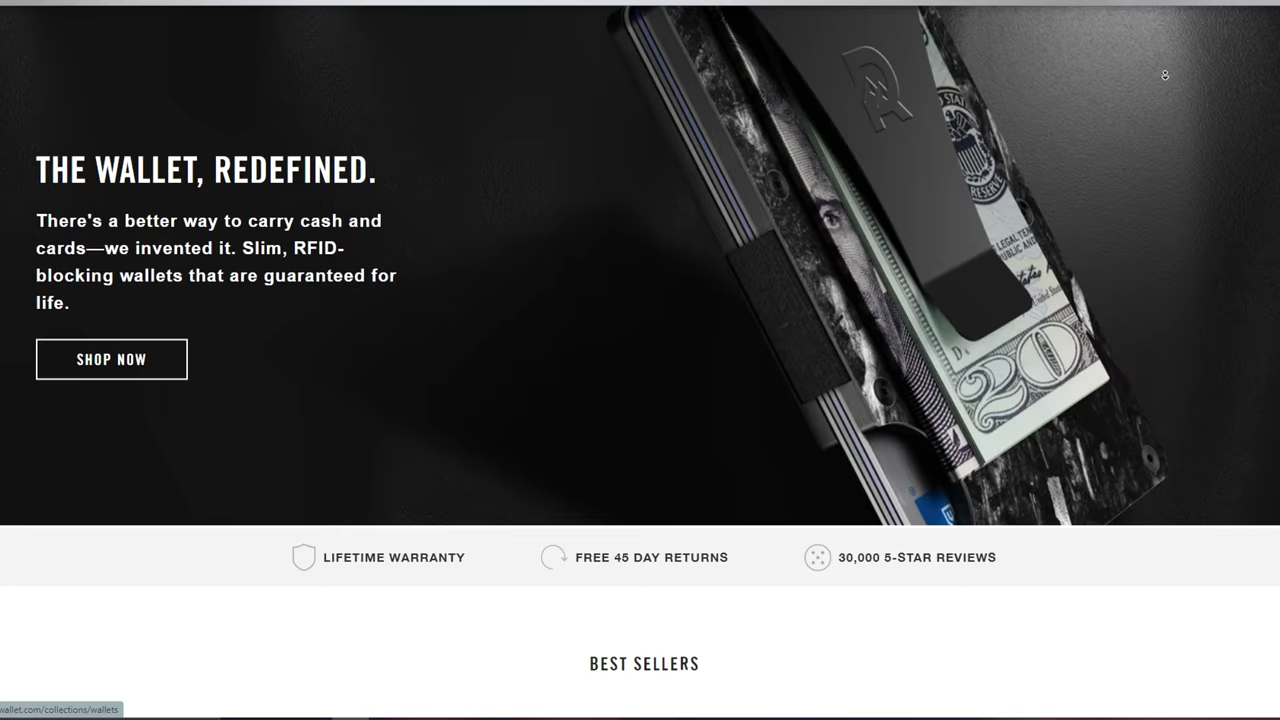 THE WALLET, REDEFINED.
There's a better way to carry cash and
cards—we invented it. Slim, RFID-
blocking wallets that are guaranteed for
life.
SHOP NOW
LIFETIME WARRANTY
FREE 45 DAY RETURNS
30,000 5-STAR REVIEWS
BEST SELLERS
wallet.com/collections/wallets
20